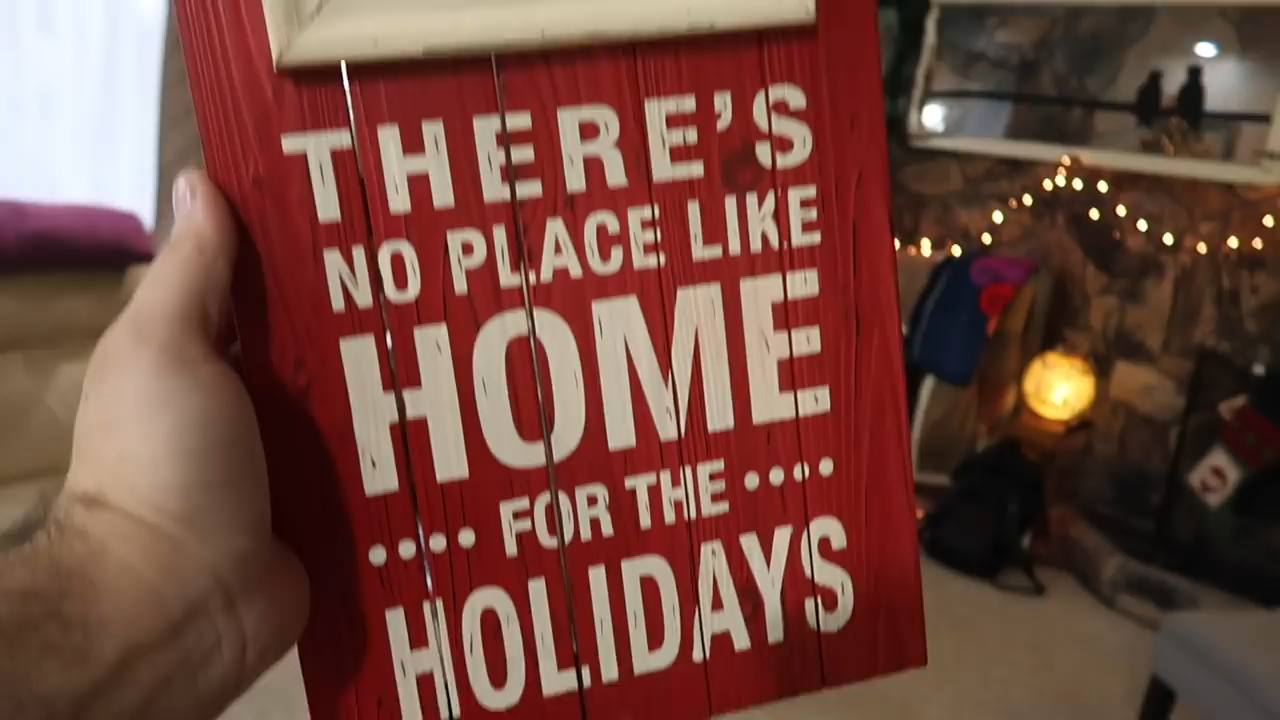 THERE'S
NO PLACE LIKE
HOME
•••• FOR THE ••••
HOLIDAYS